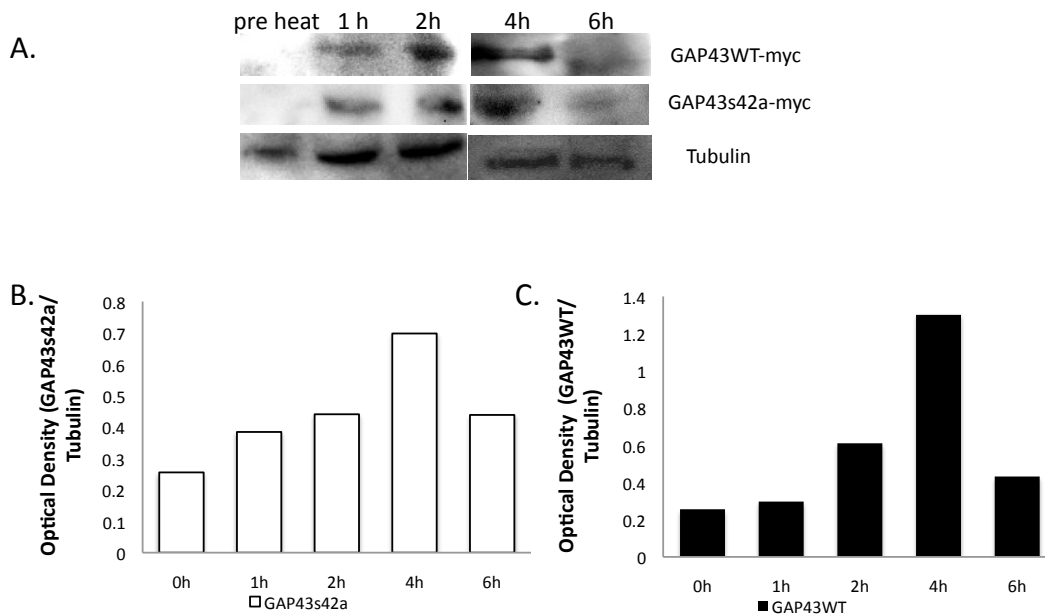 A.
pre heat 1 h 2h 4h 6h
GAP43WT-myc
GAP43s42a-myc
Tubulin
B.
Optical Density (GAP43s42a/
Tubulin)
0.8
0.7
0.6
0.5
0.4
0.3
0.2
0.1
0
0h 1h 2h 4h 6h
GAP43s42a
C.
Optical Density (GAP43WT/
Tubulin)
1.4
1.2
1
0.8
0.6
0.4
0.2
0
0h 1h 2h 4h 6h
GAP43WT